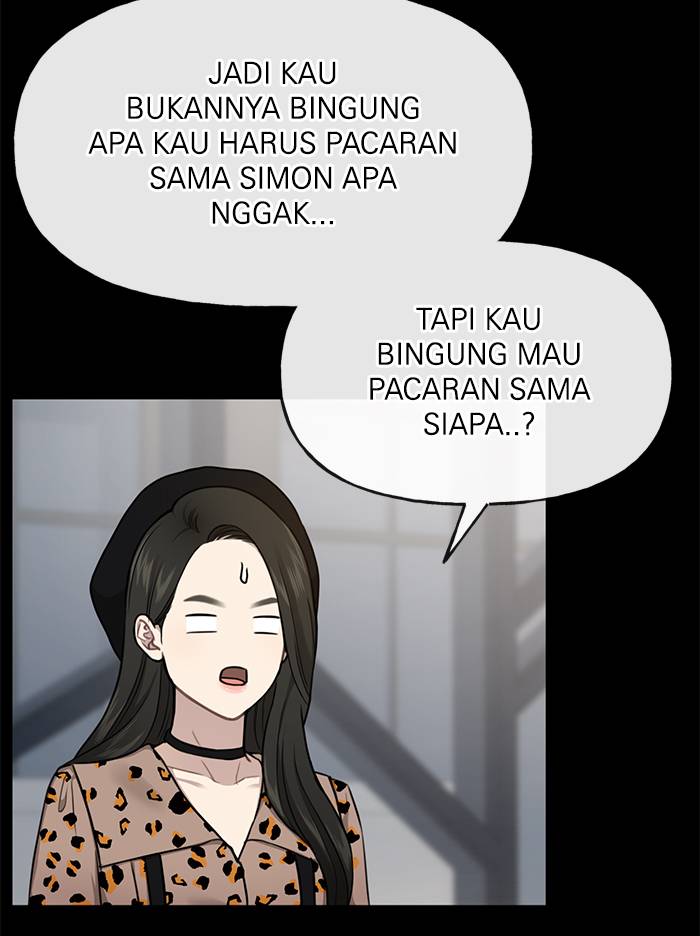 JADI KAU
BUKANNYA BINGUNG
APA KAU HARUS PACARAN
SAMA SIMON APA
NGGAK...
TAPI KAU
BINGUNG MAU
PACARAN SAMA
SIAPA..?